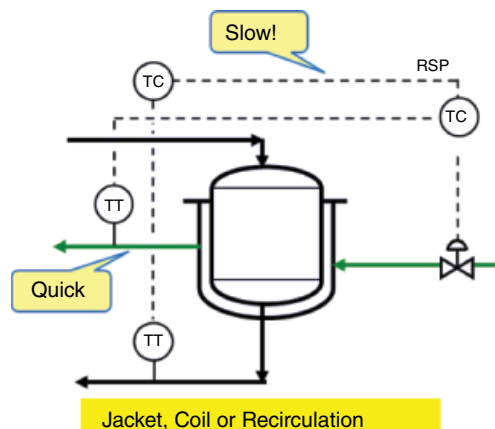 Slow!
RSP
TC
TC
TT
Quick
TT
Jacket, Coil or Recirculation